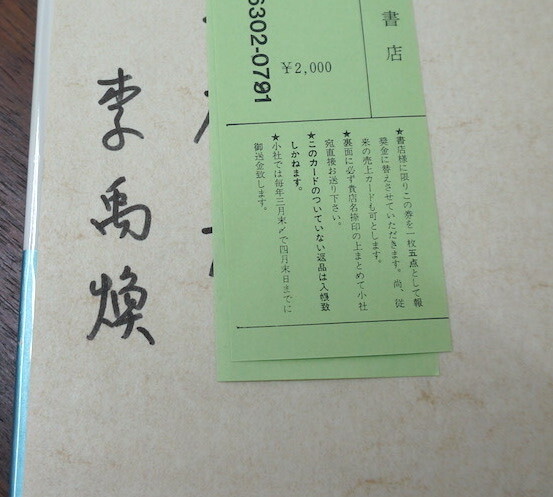 書店
¥2,000
6302-0791
★書店様に限りこの券を一枚五点として報
奨金に替えさせていただきます。尚、従
来の売上カードも可とします。
★裏面に必ず貴店名捺印の上まとめて小社
宛直接お送り下さい。
★このカードのついていない返品は入帳致
しかねます。
★小社では毎年三月末〆で四月末日までに
御送金致します。
李禹煥